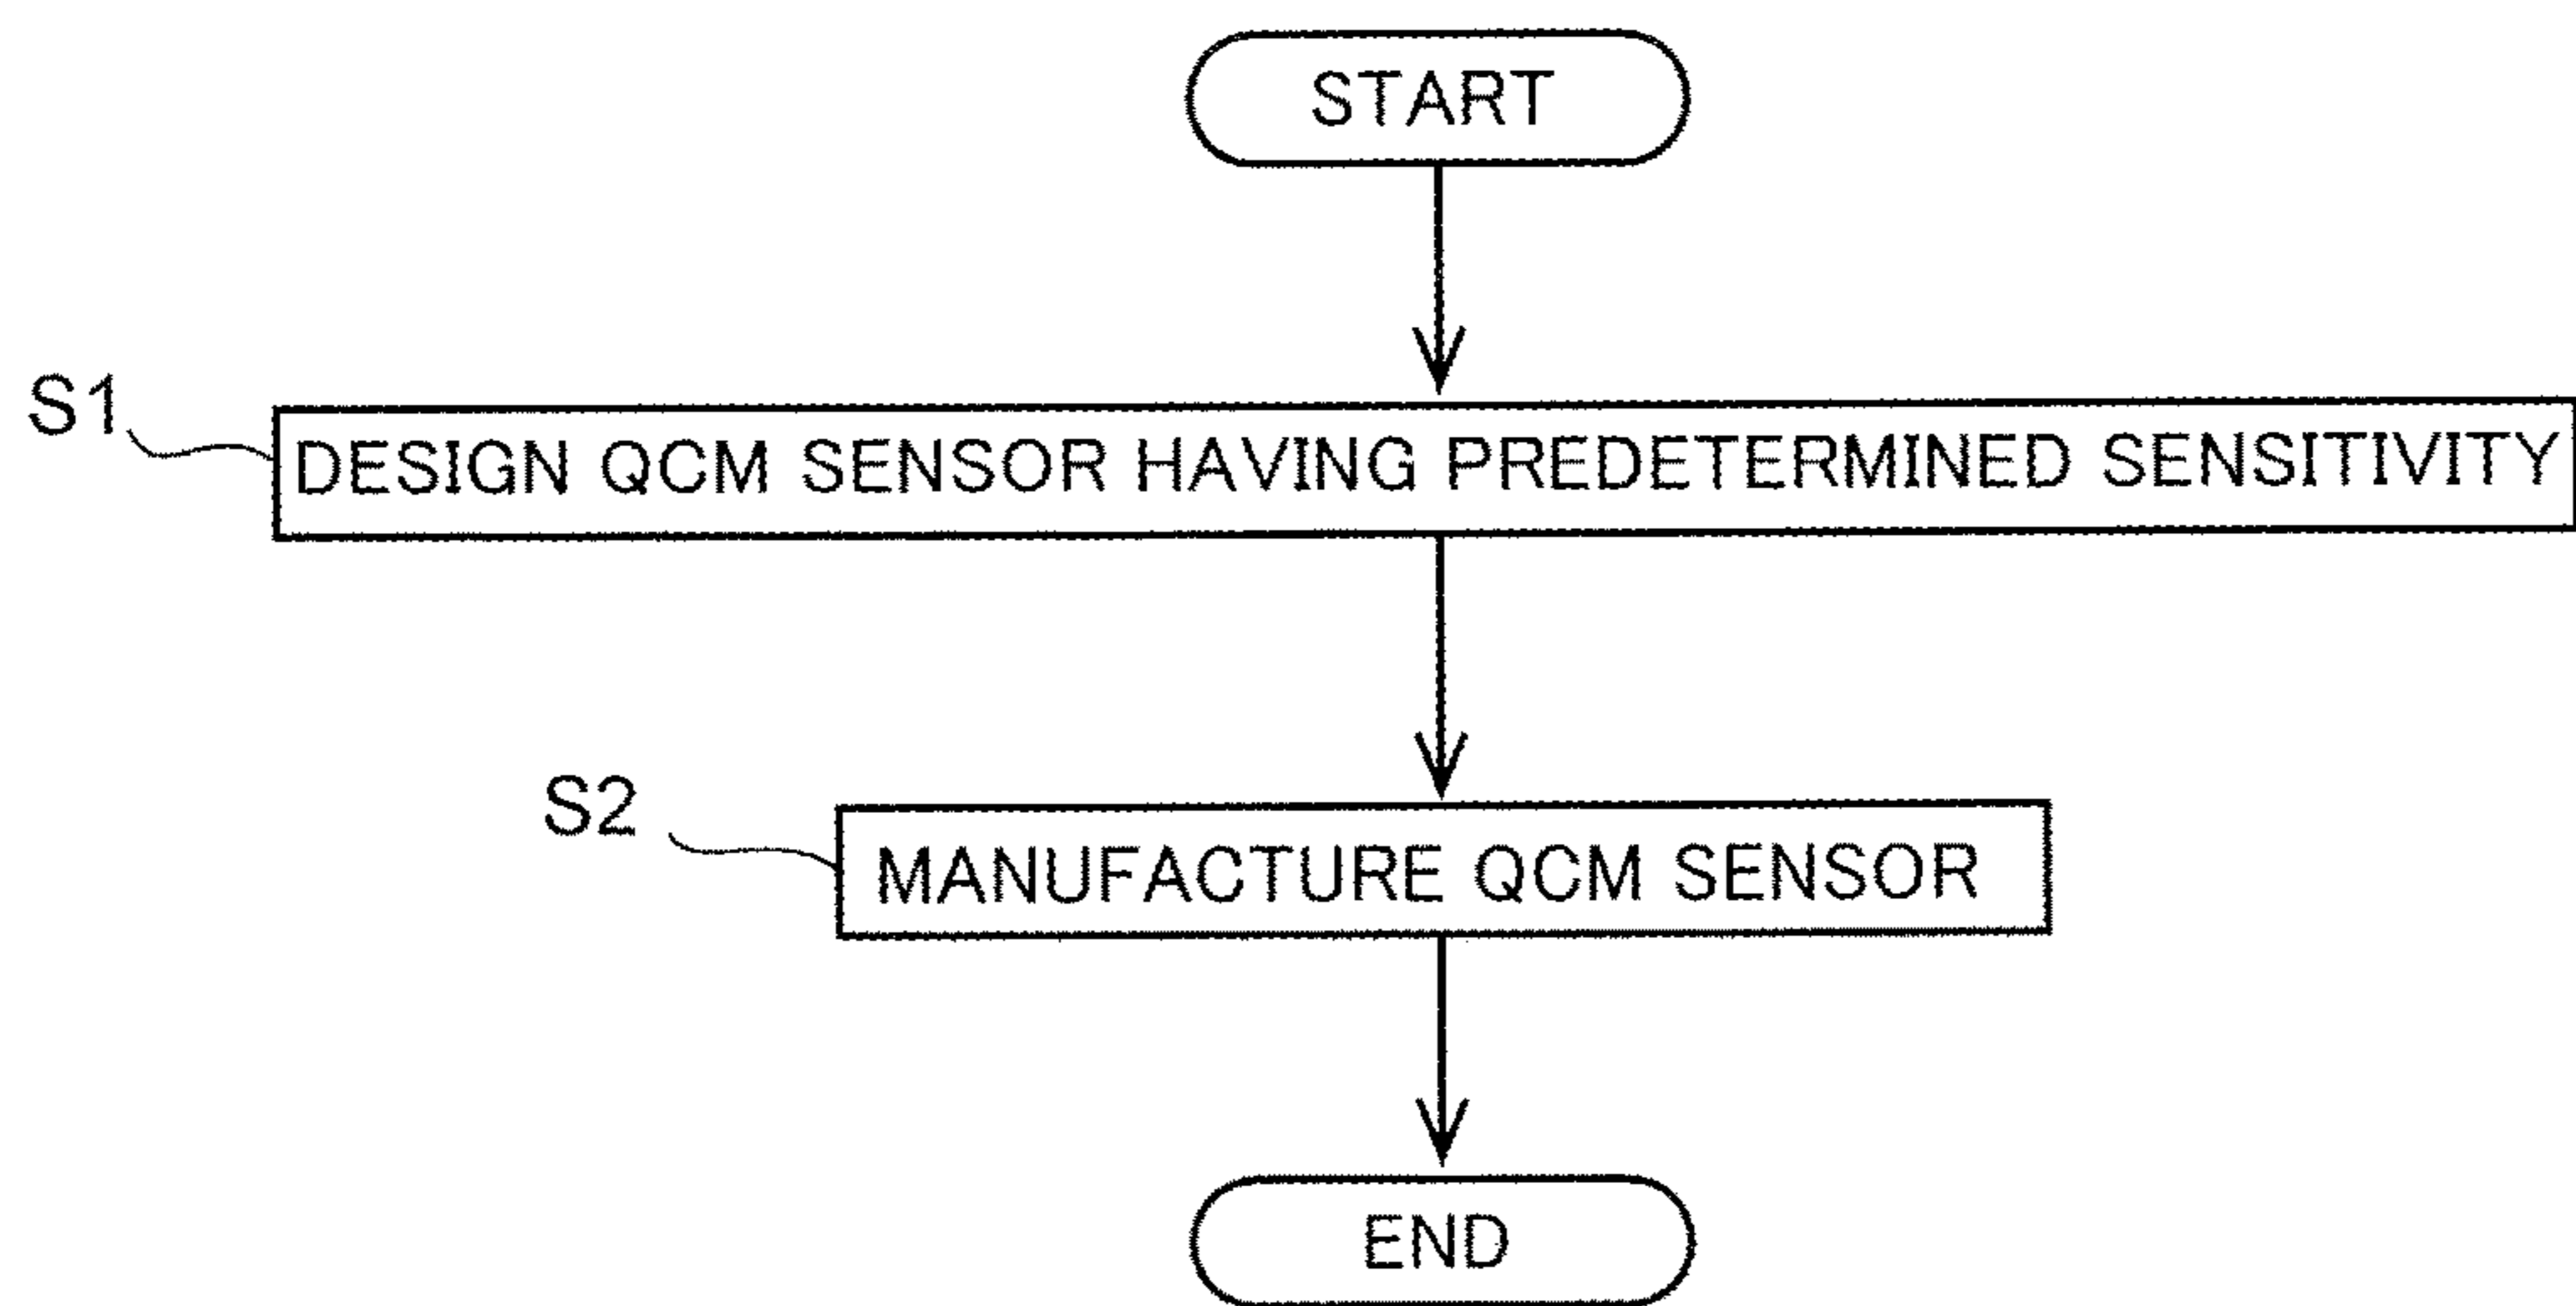 START
S1
DESIGN QCM SENSOR HAVING PREDETERMINED SENSITIVITY
S2
MANUFACTURE QCM SENSOR
END